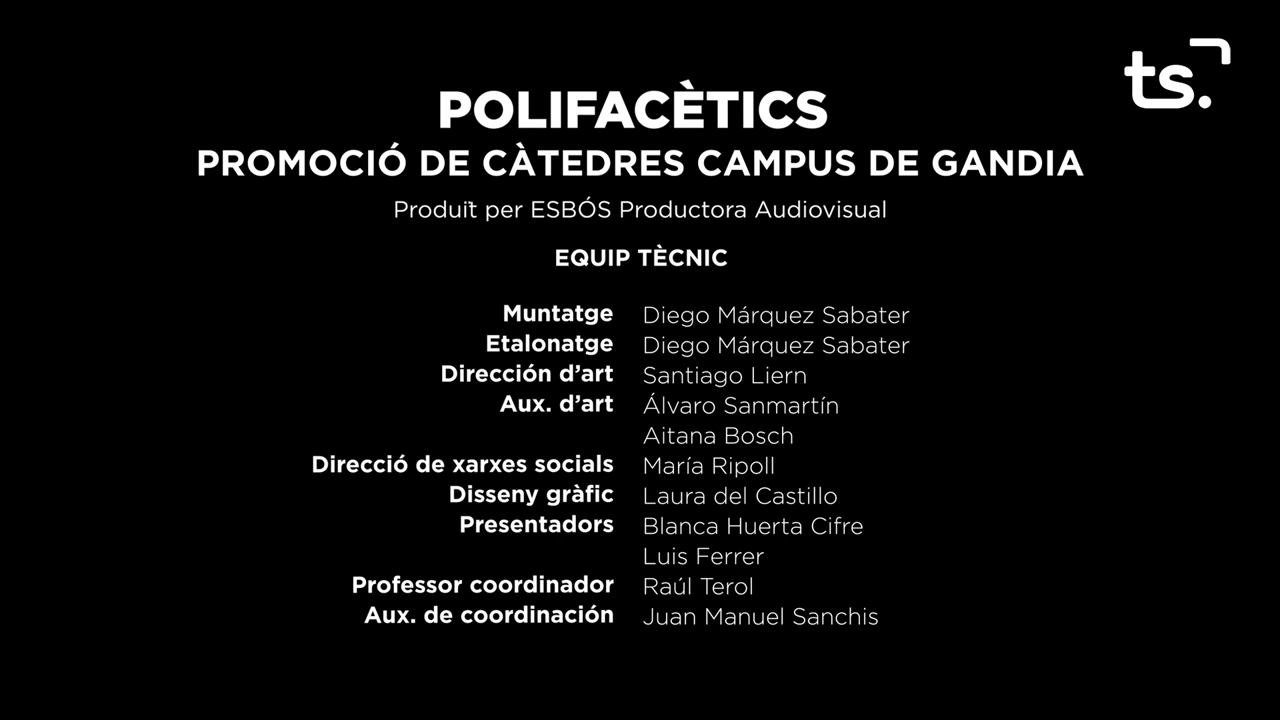 ts.
POLIFACÈTICS
PROMOCIÓ DE CÀTEDRES CAMPUS DE GANDIA
Produït per ESBÓS Productora Audiovisual
EQUIP TÈCNIC
Muntatge Diego Márquez Sabater
Etalonatge Diego Márquez Sabater
Dirección d’art Santiago Liern
Aux. d’art Álvaro Sanmartín
Aitana Bosch
Direcció de xarxes socials María Ripoll
Disseny gràfic Laura del Castillo
Presentadors Blanca Huerta Cifre
Luis Ferrer
Professor coordinador Raúl Terol
Aux. de coordinación Juan Manuel Sanchis